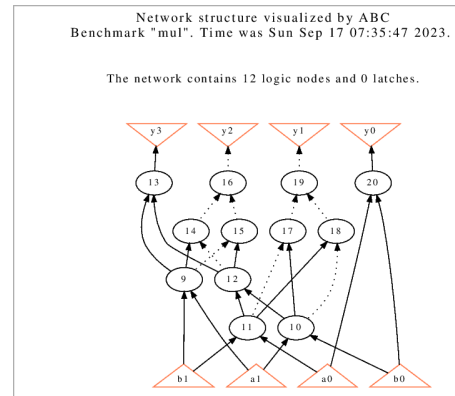 Network structure visualized by ABC
Benchmark "mul". Time was Sun Sep 17 07:35:47 2023.
The network contains 12 logic nodes and 0 latches.
y3 y2 y1 y0
13 16 19 20
14 15 17 18
9 12
11 10
b1 a1 a0 b0